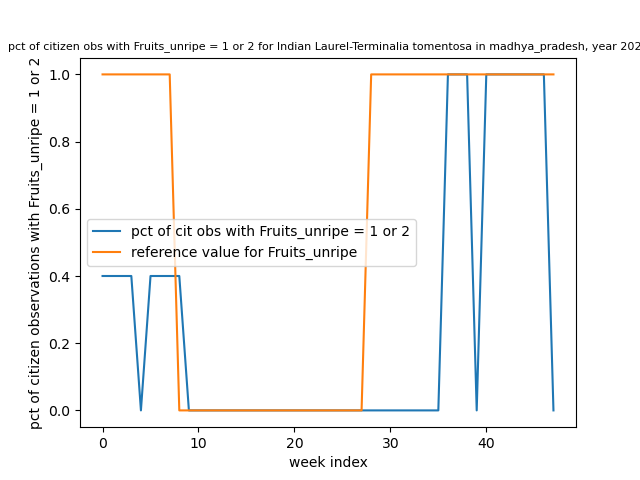 pct of citizen obs with Fruits_unripe = 1 or 2 for Indian Laurel-Terminalia tomentosa in madhya_pradesh, year 202
pct of citizen observations with Fruits_unripe = 1 or 2
1.0
0.8
0.6
0.4
0.2
0.0
pct of cit obs with Fruits_unripe = 1 or 2
reference value for Fruits_unripe
0 10 20 30 40
week index